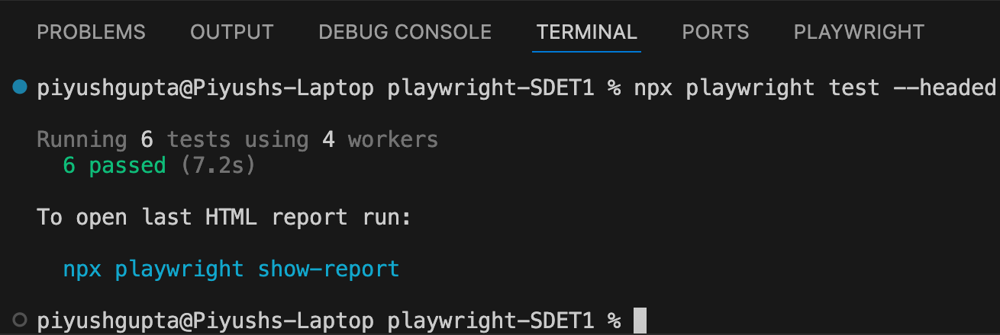 PROBLEMS OUTPUT DEBUG CONSOLE TERMINAL PORTS PLAYWRIGHT
piyushgupta@Piyushs-Laptop playwright-SDET1 % npx playwright test --headed
Running 6 tests using 4 workers
6 passed (7.2s)
To open last HTML report run:
npx playwright show-report
piyushgupta@Piyushs-Laptop playwright-SDET1 %